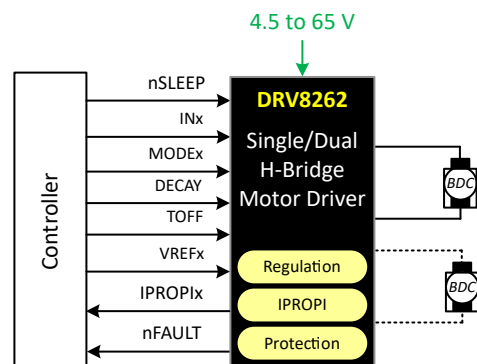 4.5 to 65 V
Controller
nSLEEP
INx
MODEx
DECAY
TOFF
VREFx
IPROPIx
nFAULT
DRV8262
Single/Dual
H-Bridge
Motor Driver
Regulation
IPROPI
Protection
BDC
BDC